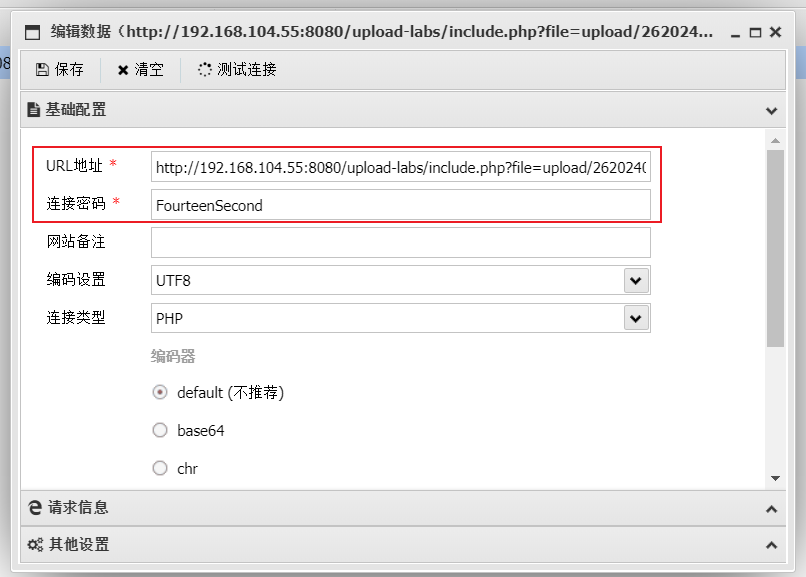 编辑数据（http://192.168.104.55:8080/upload-labs/include.php?file=upload/262024...
08
保存 清空 测试连接
基础配置
URL地址 * http://192.168.104.55:8080/upload-labs/include.php?file=upload/2620240
连接密码 * FourteenSecond
网站备注
编码设置 UTF8
连接类型 PHP
编码器
default (不推荐)
base64
chr
请求信息
其他设置